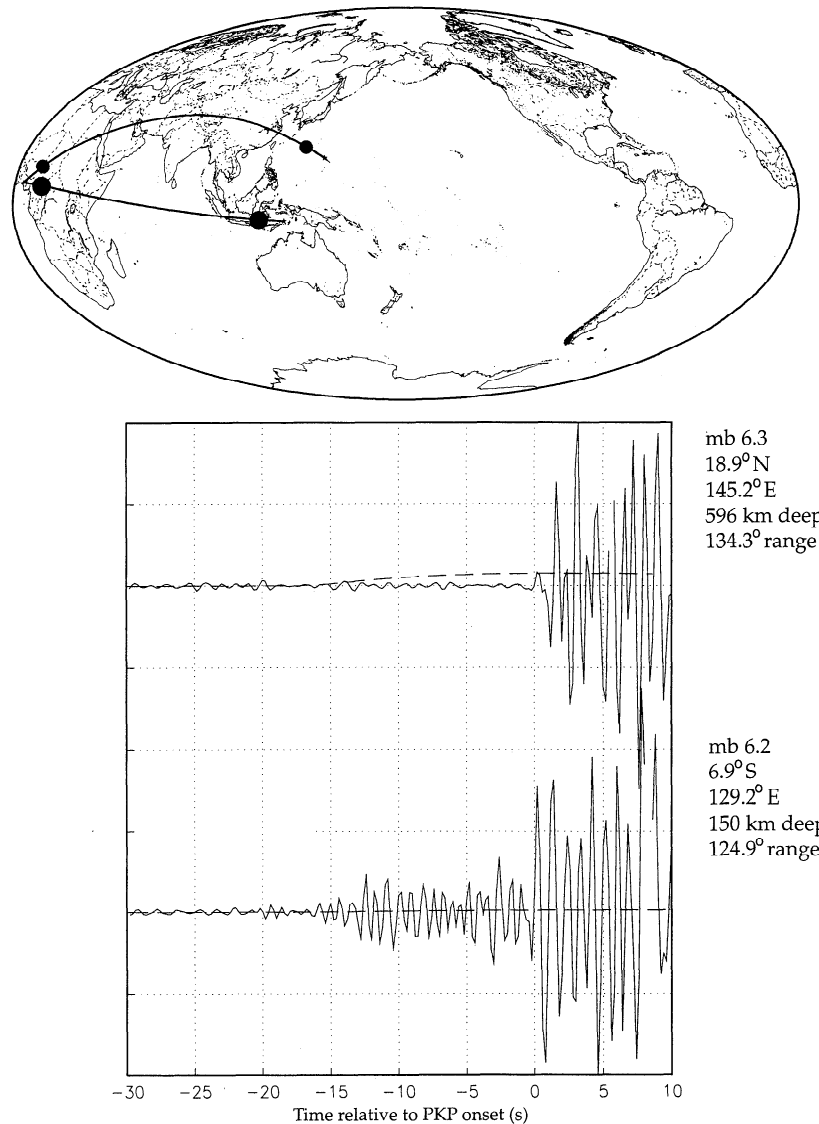 mb 6.3
18.9° N
145.2° E
596 km deep
134.3° range
mb 6.2
6.9° S
129.2° E
150 km deep
124.9° range
−30 −25 −20 −15 −10 −5 0 5 10
Time relative to PKP onset (s)